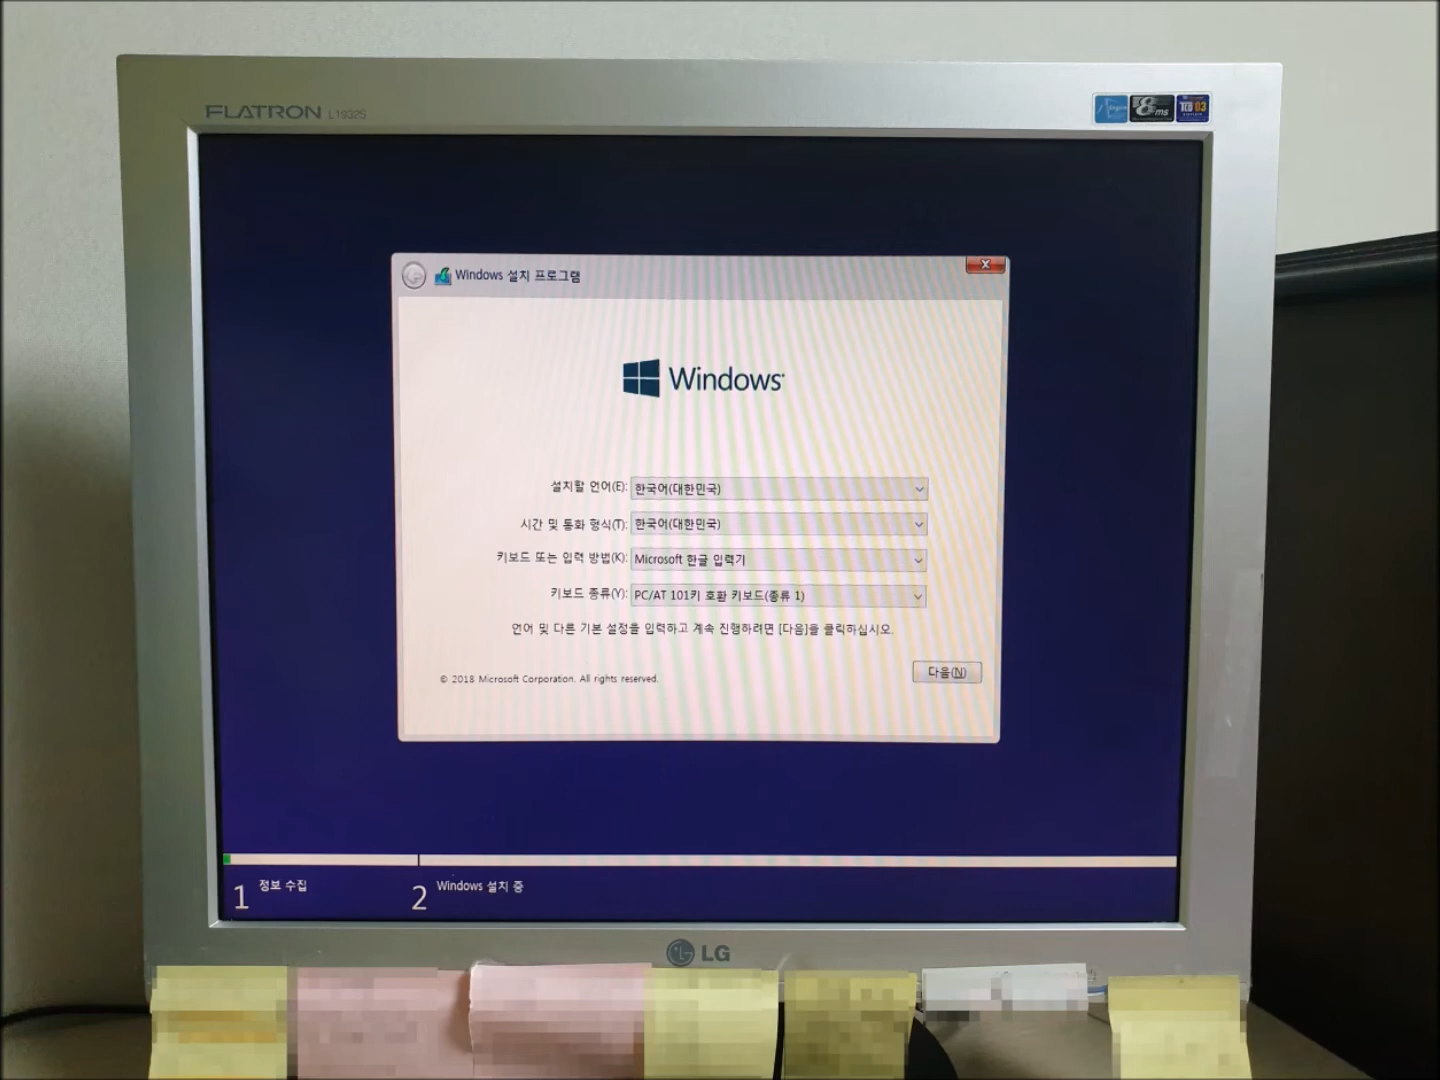 FLATRON L1932S
8ms
TCO'03
Windows 설치 프로그램
Windows
설치할 언어(E): 한국어(대한민국)
시간 및 통화 형식(T): 한국어(대한민국)
키보드 또는 입력 방법(K): Microsoft 한글 입력기
키보드 종류(Y): PC/AT 101키 호환 키보드(종류 1)
언어 및 다른 기본 설정을 입력하고 계속 진행하려면 [다음]을 클릭하십시오.
© 2018 Microsoft Corporation. All rights reserved.
다음(N)
1 정보 수집
2 Windows 설치 중
LG